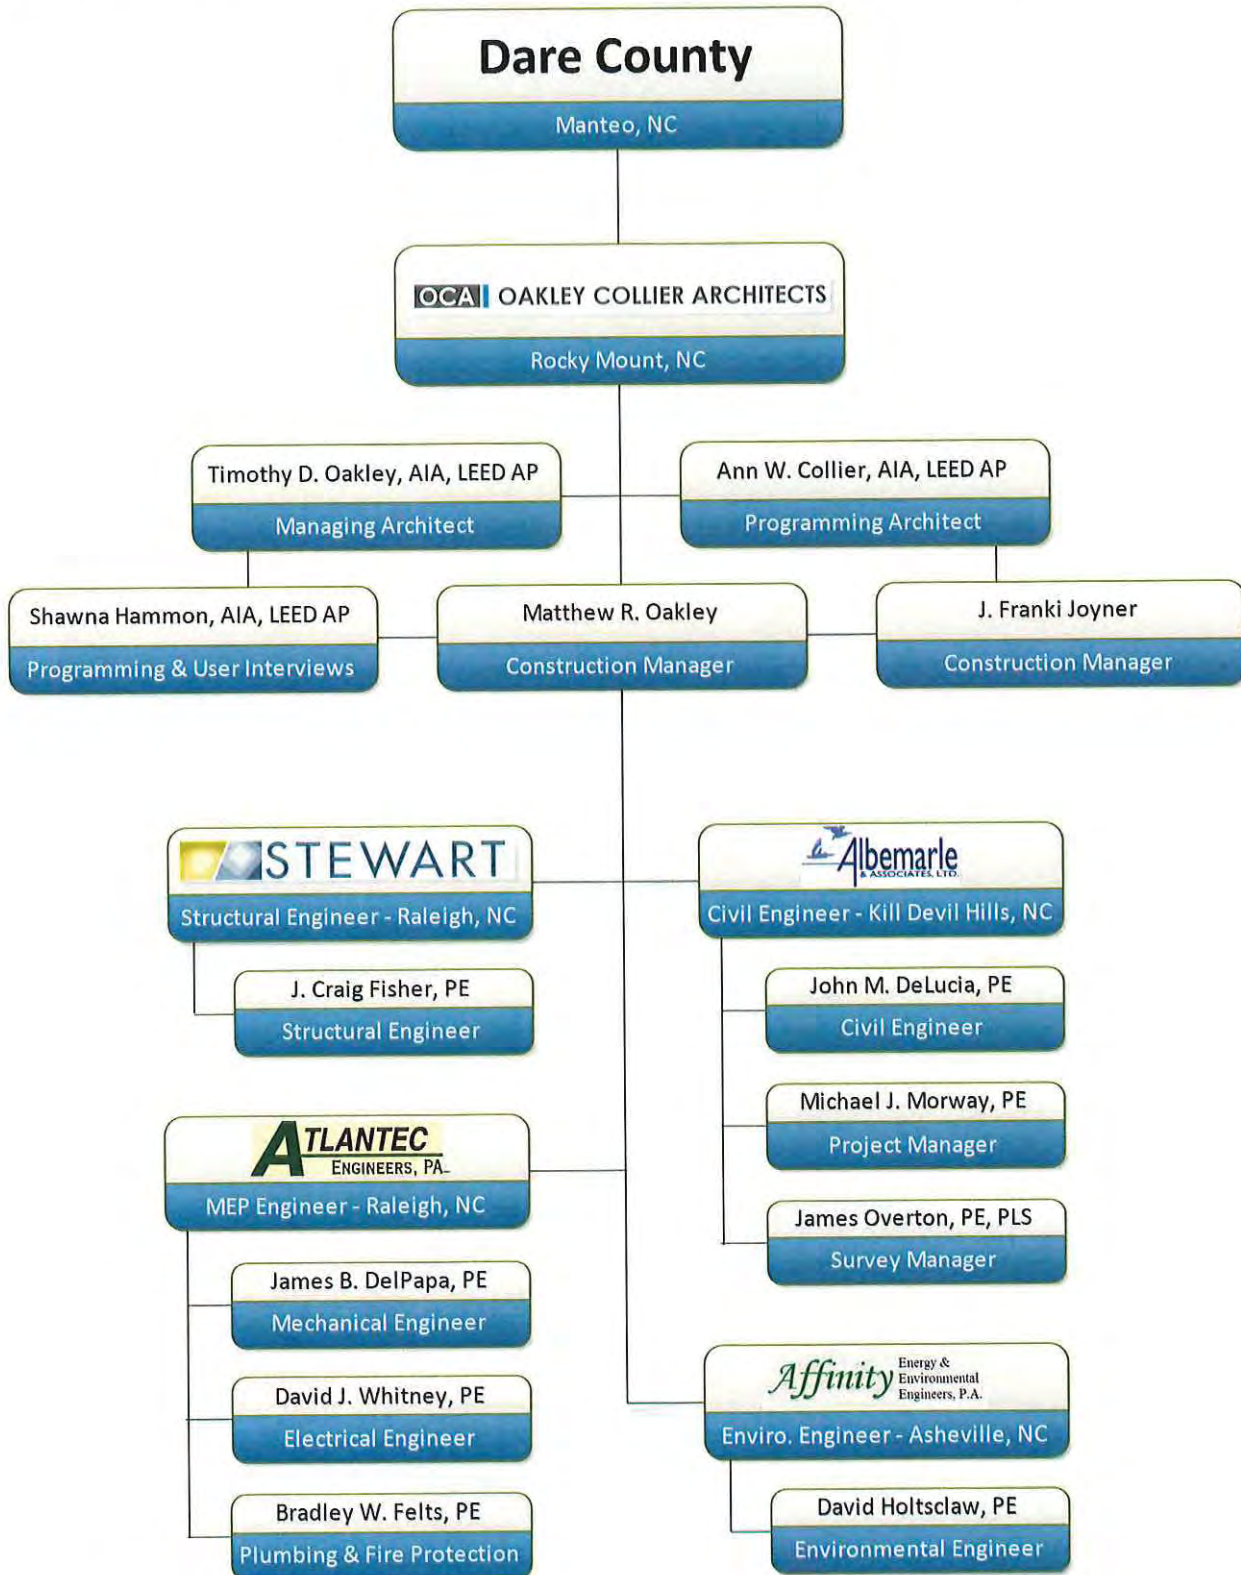 Dare County
Manteo, NC
OCA OAKLEY COLLIER ARCHITECTS
Rocky Mount, NC
Timothy D. Oakley, AIA, LEED AP
Managing Architect
Ann W. Collier, AIA, LEED AP
Programming Architect
Shawna Hammon, AIA, LEED AP
Programming & User Interviews
Matthew R. Oakley
Construction Manager
J. Franki Joyner
Construction Manager
STEWART
Structural Engineer - Raleigh, NC
J. Craig Fisher, PE
Structural Engineer
Albemarle
& ASSOCIATES, LTD.
Civil Engineer - Kill Devil Hills, NC
John M. DeLucia, PE
Civil Engineer
Michael J. Morway, PE
Project Manager
James Overton, PE, PLS
Survey Manager
ATLANTEC
ENGINEERS, PA
MEP Engineer - Raleigh, NC
James B. DelPapa, PE
Mechanical Engineer
David J. Whitney, PE
Electrical Engineer
Bradley W. Felts, PE
Plumbing & Fire Protection
Affinity Energy &
Environmental
Engineers, P.A.
Enviro. Engineer - Asheville, NC
David Holtsclaw, PE
Environmental Engineer